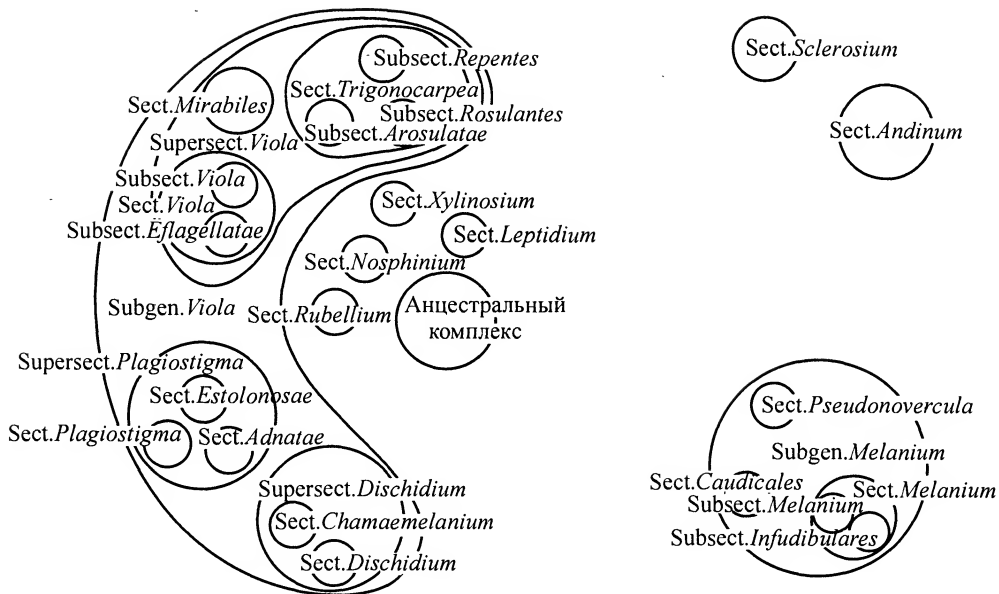 Subsect.Repentes
Sect.Trigonocarpea
Sect.Mirabiles
Subsect.Rosulantes
Subsect.Arosulatae
Supersect.Viola
Subsect.Viola
Sect.Viola
Subsect.Eflagellatae
Subgen.Viola
Supersect.Plagiostigma
Sect.Estolonosae
Sect.Plagiostigma
Sect.Adnatae
Supersect.Dischidium
Sect.Chamaemelanium
Sect.Dischidium
Sect.Xylinosium
Sect.Leptidium
Sect.Nosphinium
Sect.Rubellium
Анцестральный
комплекс
Sect.Sclerosium
Sect.Andinum
Sect.Pseudonovercula
Subgen.Melanium
Sect.Caudicales
Sect.Melanium
Subsect.Melanium
Subsect.Infudibulares